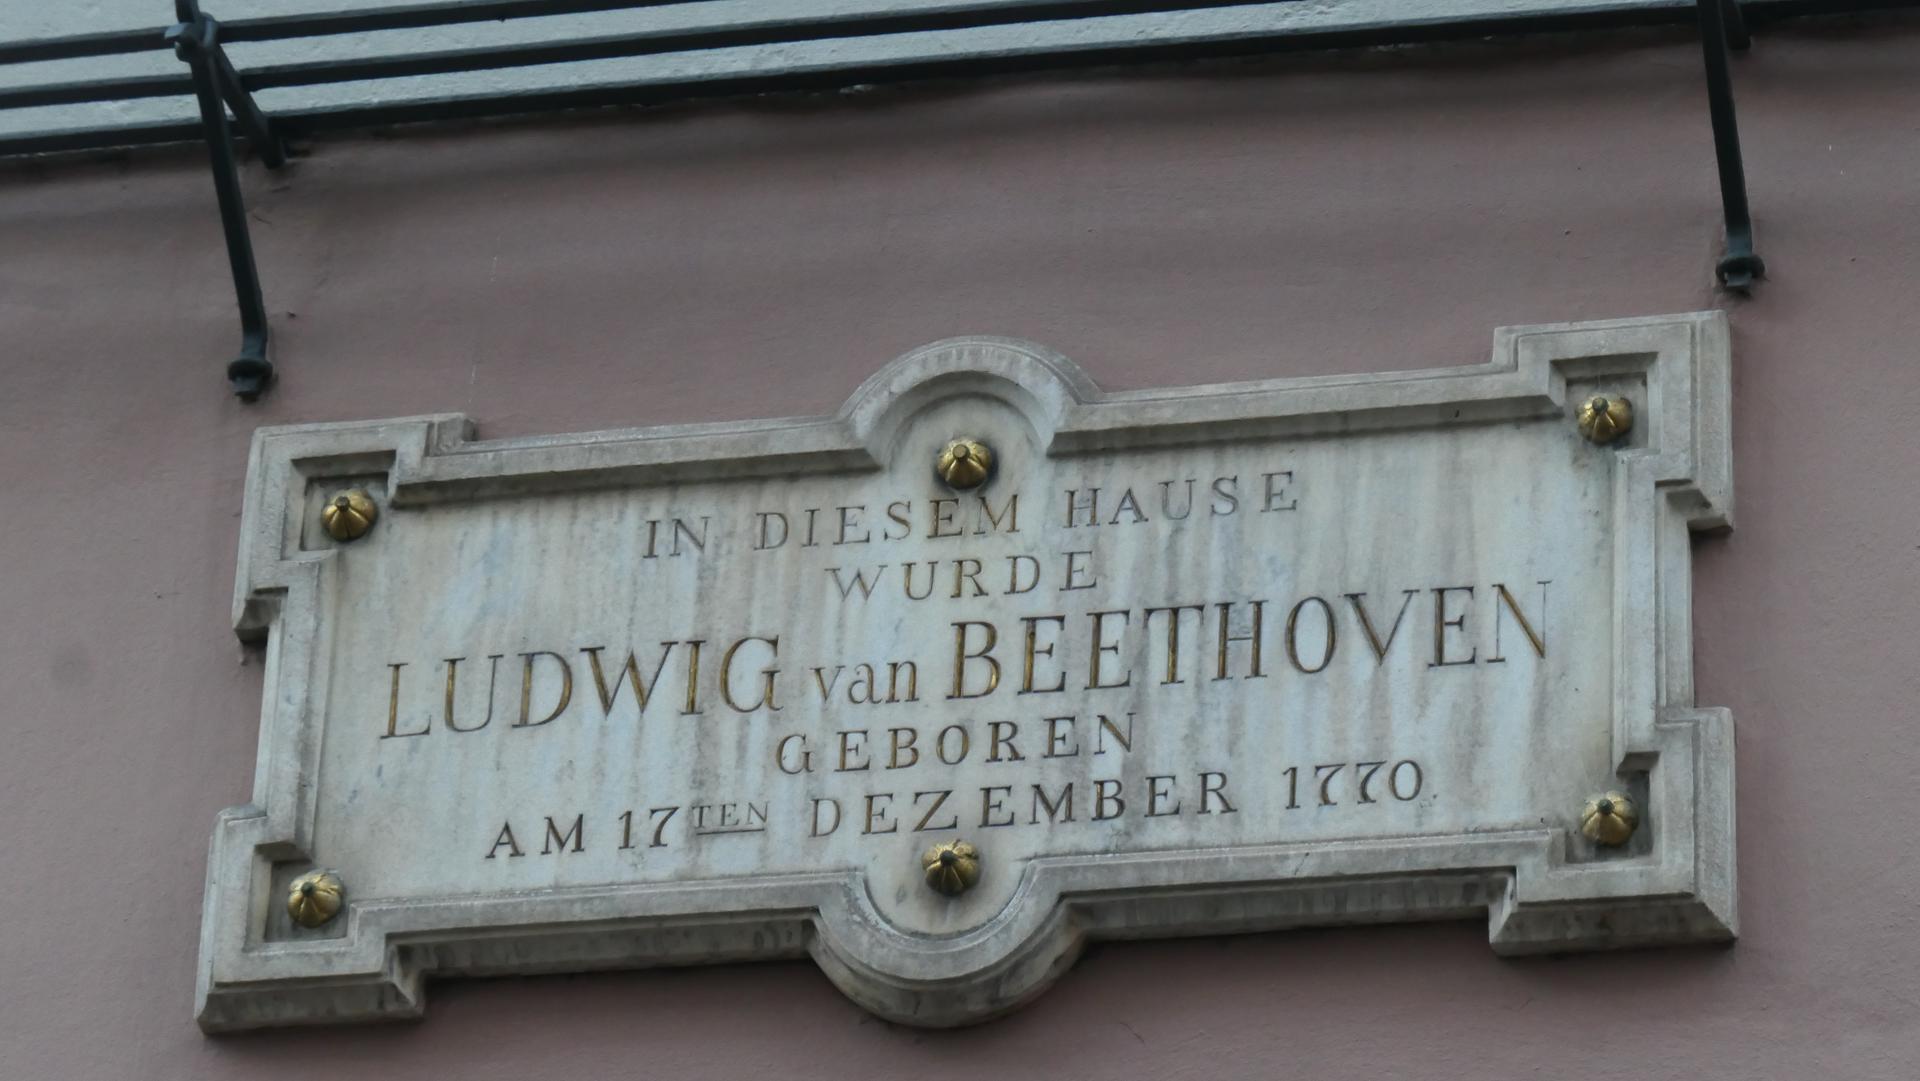 IN DIESEM HAUSE
WURDE
LUDWIG van BEETHOVEN
GEBOREN
AM 17TEN DEZEMBER 1770.